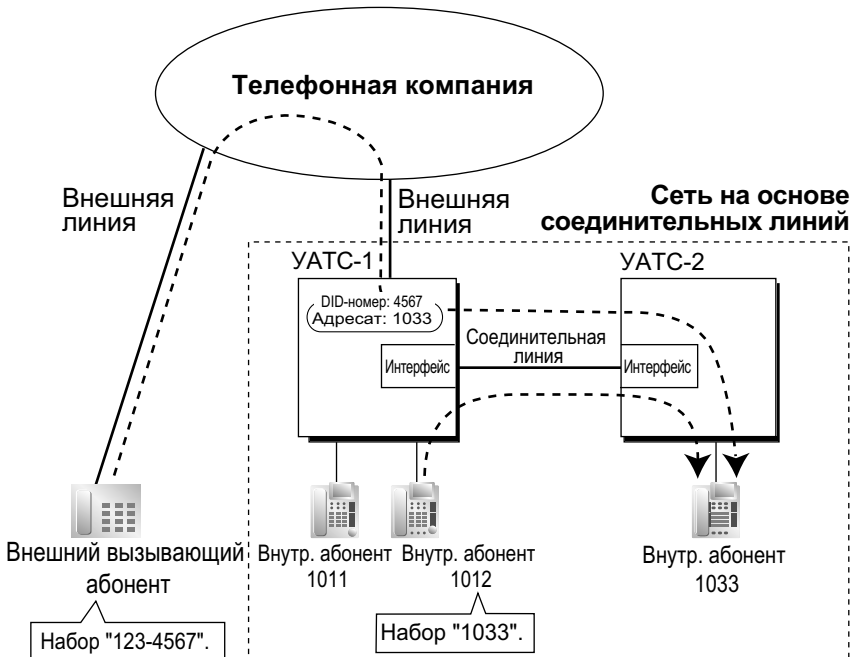 Телефонная компания
Внешняя
линия
Внешняя
линия
Сеть на основе
соединительных линий
УАТС-1
УАТС-2
DID-номер: 4567
Адресат: 1033
Соединительная
линия
Интерфейс
Интерфейс
Внешний вызывающий
абонент
Внутр. абонент
1011
Внутр. абонент
1012
Внутр. абонент
1033
Набор "123-4567".
Набор "1033".